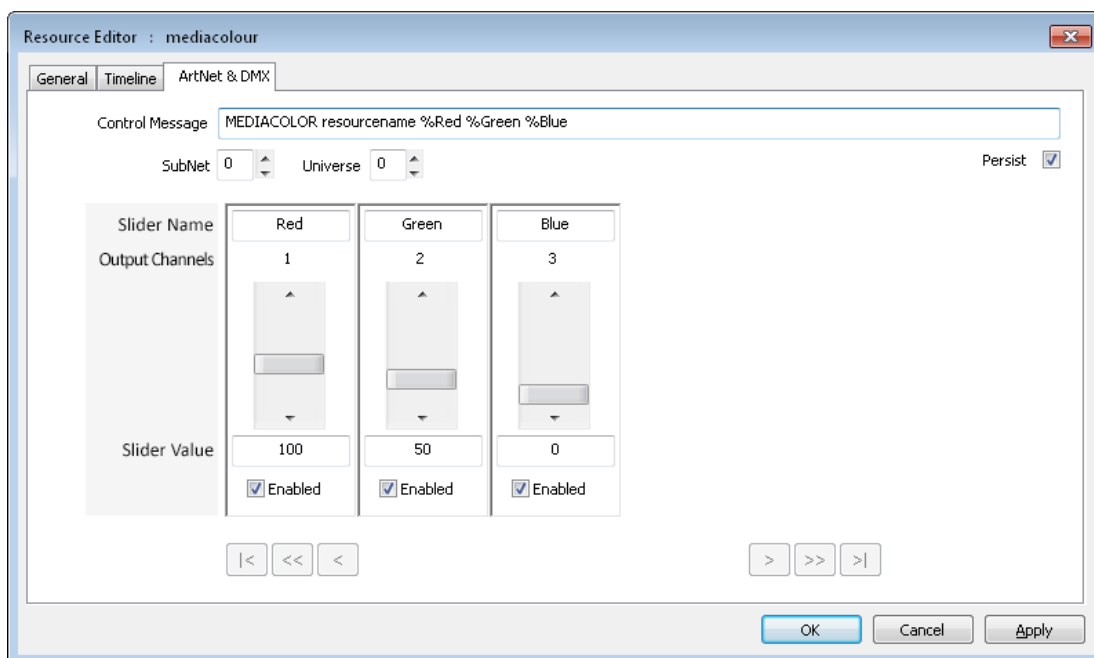 Resource Editor : mediacolour
General Timeline ArtNet & DMX
Control Message MEDIACOLOR resourcename %Red %Green %Blue
SubNet 0 Universe 0 Persist
Slider Name Red Green Blue
Output Channels 1 2 3
Slider Value 100 50 0
Enabled Enabled Enabled
|< << < > >> >|
OK Cancel Apply